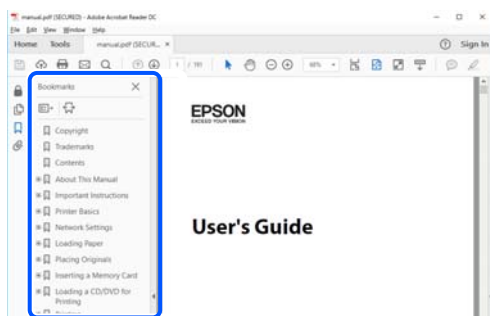 manual.pdf (SECURED) - Adobe Acrobat Reader DC
File Edit View Window Help
Home Tools manual.pdf (SECUR... × Sign In
1 / 191
Bookmarks
Copyright
Trademarks
Contents
About This Manual
Important Instructions
Printer Basics
Network Settings
Loading Paper
Placing Originals
Inserting a Memory Card
Loading a CD/DVD for
Printing
EPSON
EXCEED YOUR VISION
User's Guide